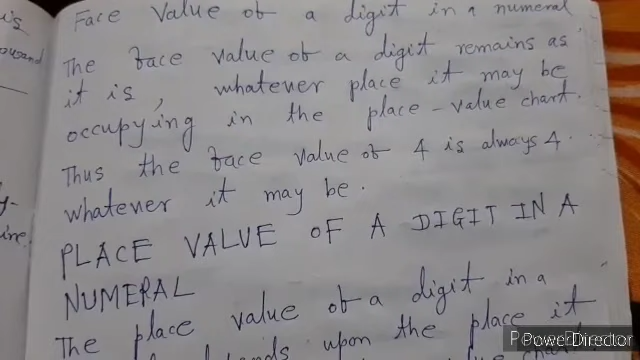 Face Value of a digit in a numeral
The face value of a digit remains as
it is, whatever place it may be
occupying in the place-value chart.
Thus the face value of 4 is always 4.
whatever it may be.
PLACE VALUE OF A DIGIT IN A
NUMERAL
The place value of a digit in a
upon the place it
Power Director